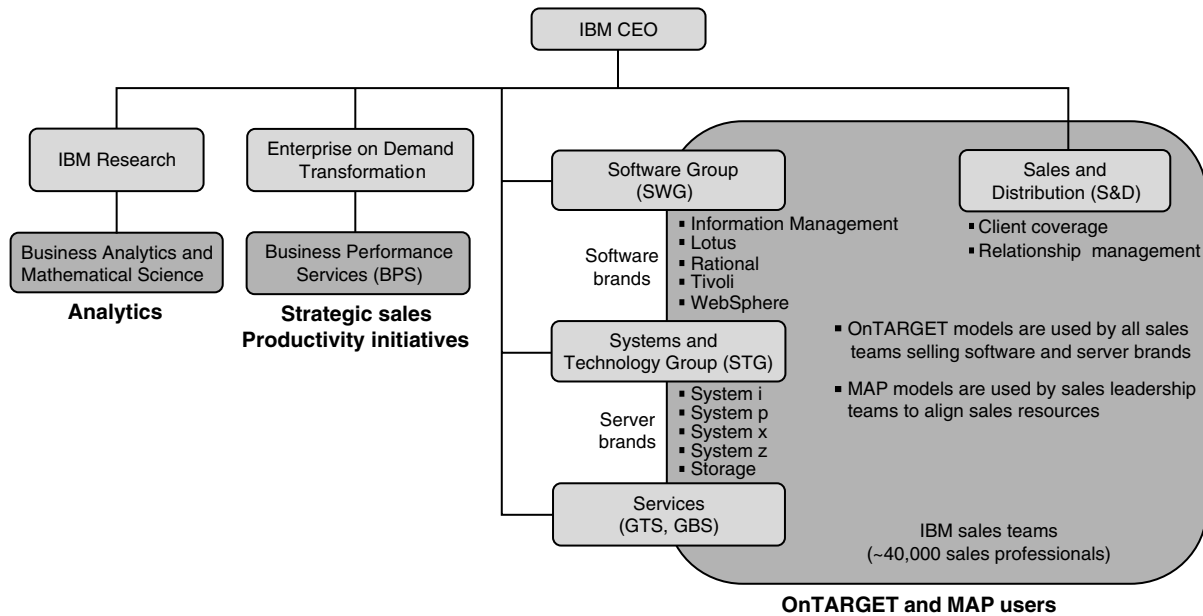 IBM CEO
IBM Research
Enterprise on Demand
Transformation
Software Group
(SWG)
Sales and
Distribution (S&D)
Business Analytics and
Mathematical Science
Analytics
Business Performance
Services (BPS)
Strategic sales
Productivity initiatives
Software
brands
▪ Information Management
▪ Lotus
▪ Rational
▪ Tivoli
▪ WebSphere
▪ Client coverage
▪ Relationship management
Systems and
Technology Group (STG)
▪ OnTARGET models are used by all sales
teams selling software and server brands
▪ MAP models are used by sales leadership
teams to align sales resources
Server
brands
▪ System i
▪ System p
▪ System x
▪ System z
▪ Storage
Services
(GTS, GBS)
IBM sales teams
(~40,000 sales professionals)
OnTARGET and MAP users